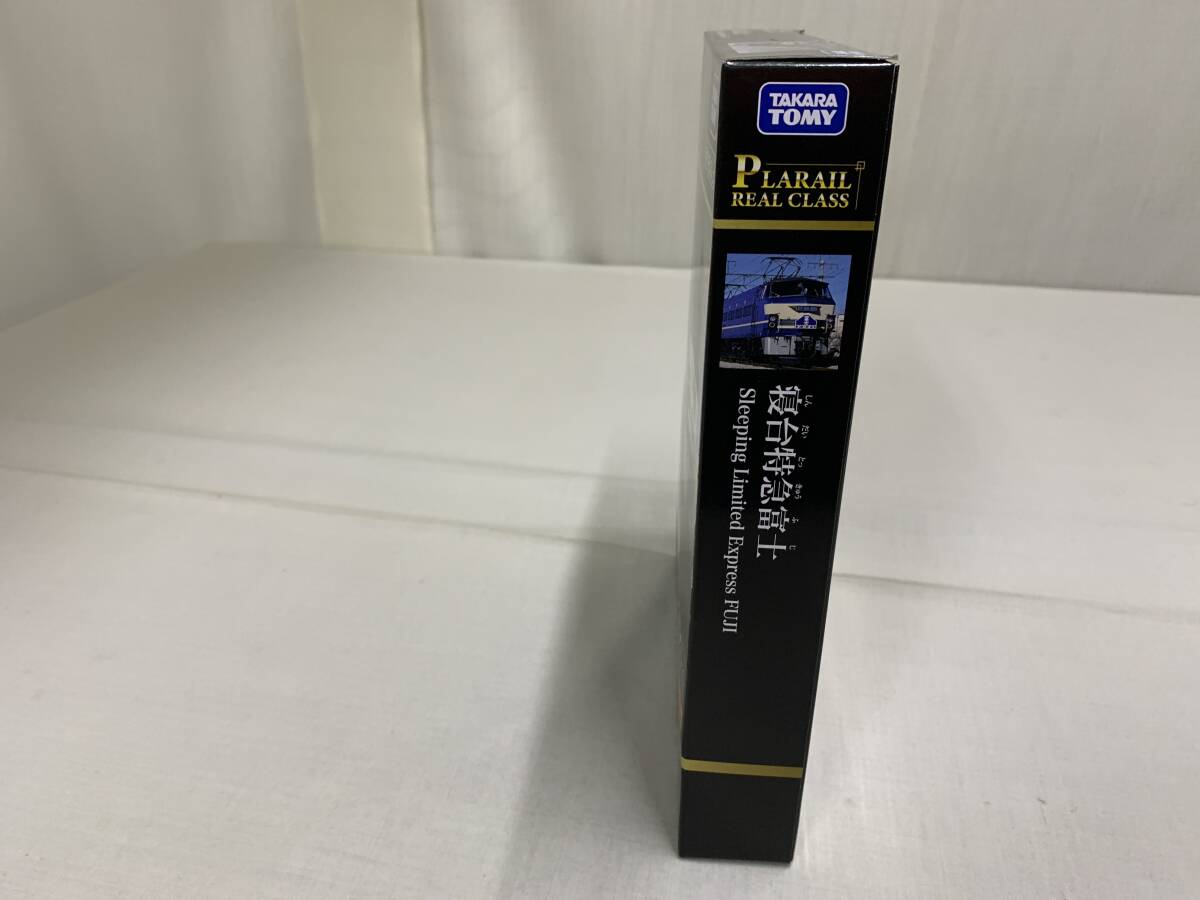 TAKARA
TOMY
PLARAIL
REAL CLASS
しん だい とっ きゅう ふ じ
寝台特急富士
Sleeping Limited Express FUJI